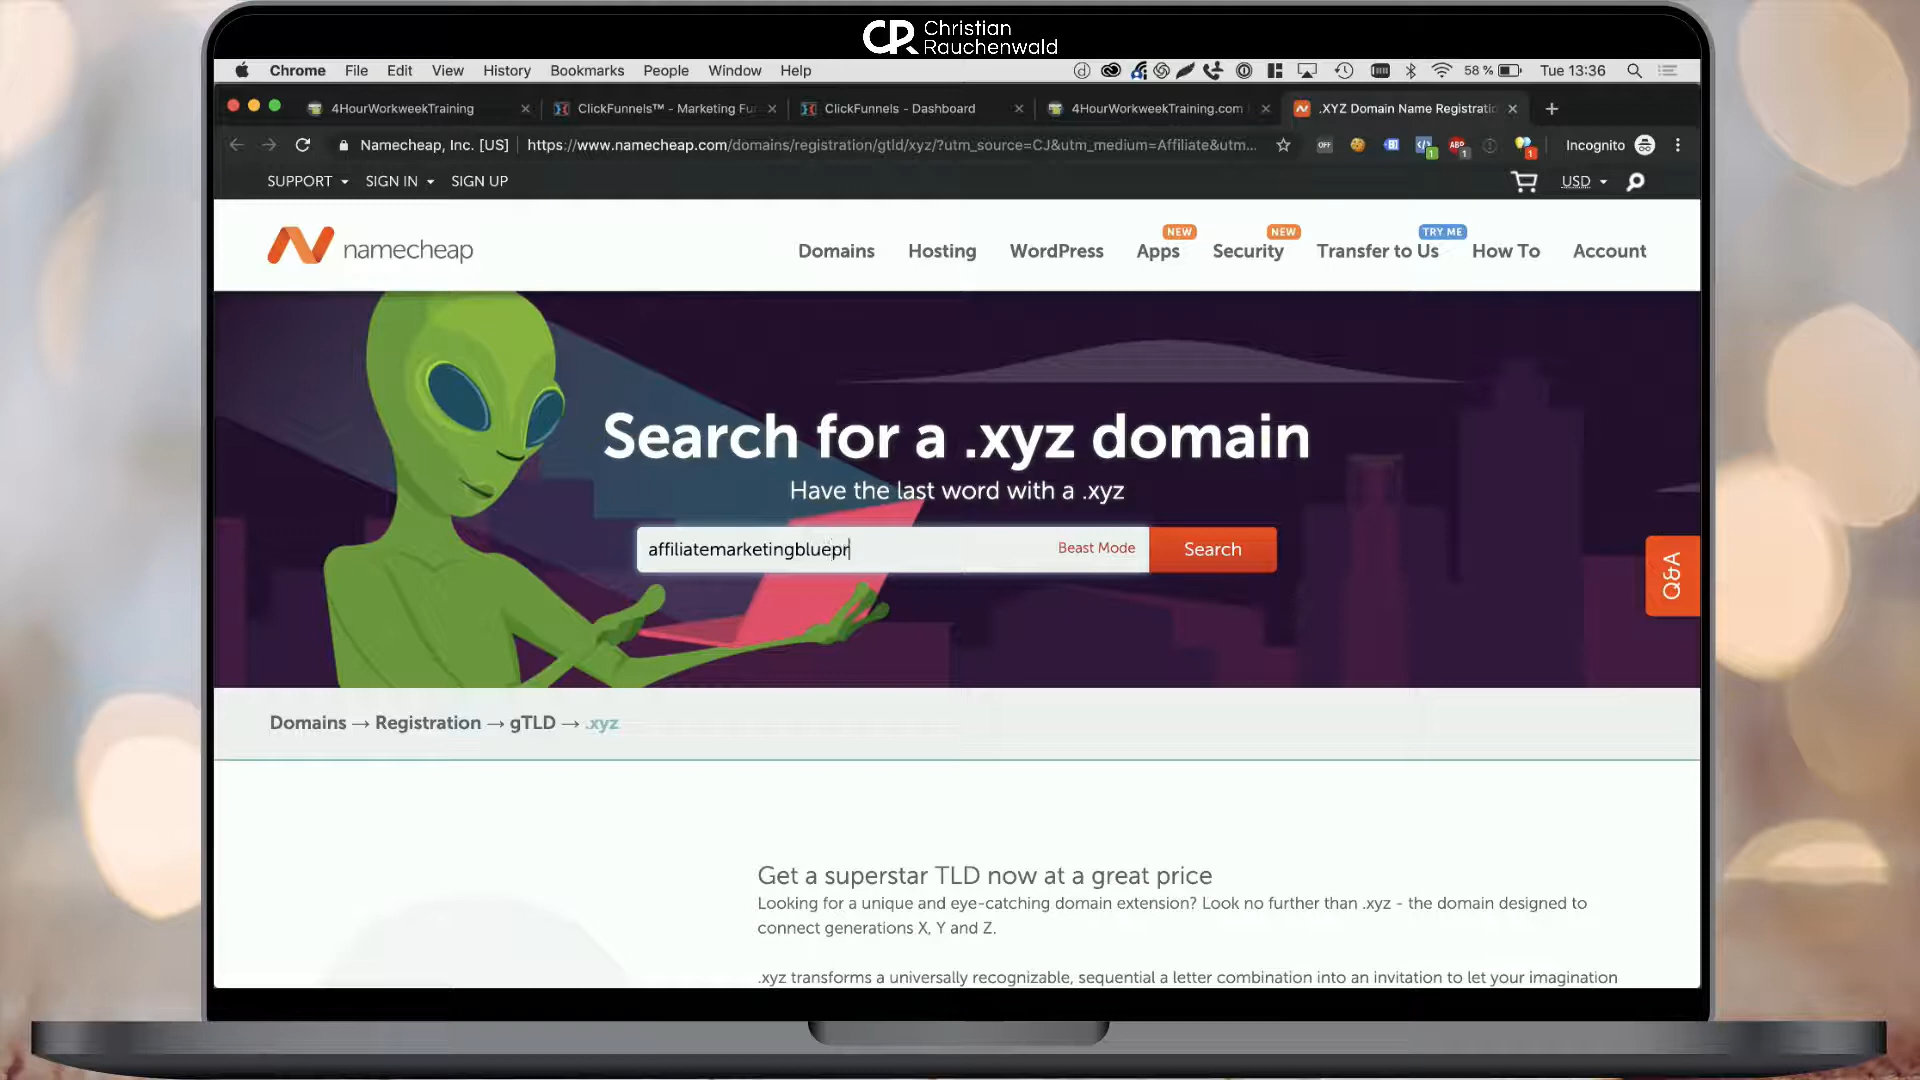 CR Christian
Rauchenwald
Chrome File Edit View History Bookmarks People Window Help 58 % Tue 13:36
4HourWorkweekTraining ClickFunnels™ - Marketing Fu ClickFunnels - Dashboard 4HourWorkweekTraining.com .XYZ Domain Name Registratio
Namecheap, Inc. [US] https://www.namecheap.com/domains/registration/gtld/xyz/?utm_source=CJ&utm_medium=Affiliate&utm... OFF ABP 1 Incognito
SUPPORT SIGN IN SIGN UP USD
NEW NEW TRY ME
namecheap Domains Hosting WordPress Apps Security Transfer to Us How To Account
Search for a .xyz domain
Have the last word with a .xyz
affiliatemarketingbluepr Beast Mode Search
Q&A
Domains → Registration → gTLD → .xyz
Get a superstar TLD now at a great price
Looking for a unique and eye-catching domain extension? Look no further than .xyz - the domain designed to
connect generations X, Y and Z.
.xyz transforms a universally recognizable, sequential a letter combination into an invitation to let your imagination